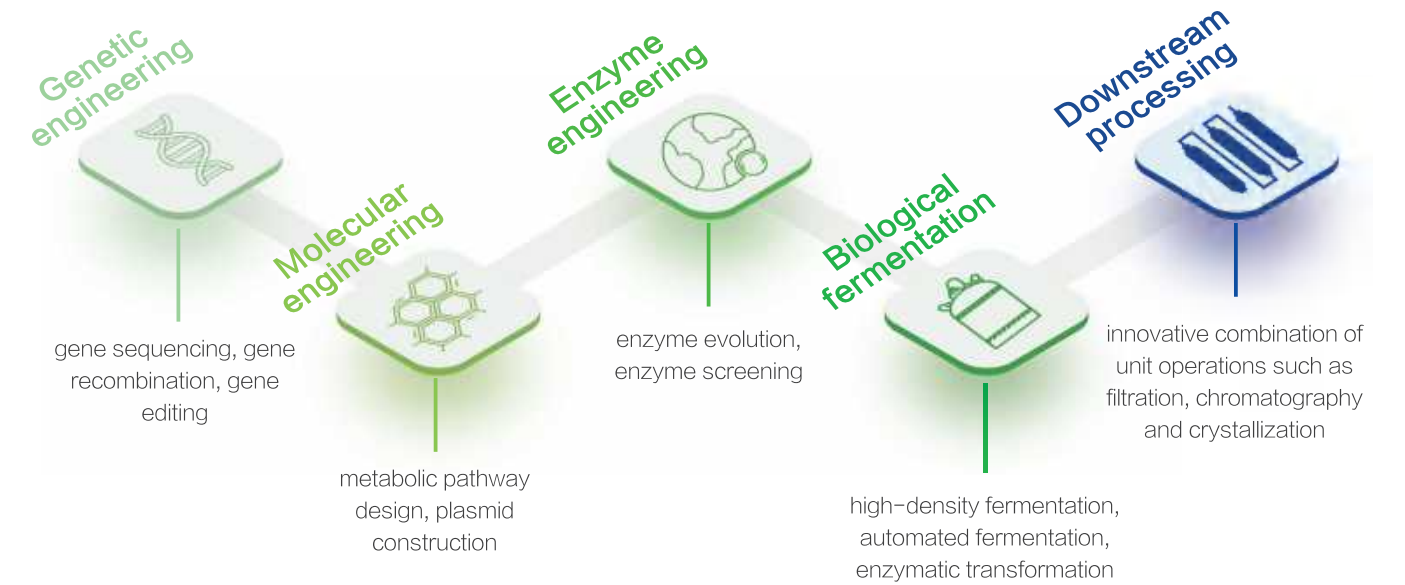 Genetic
engineering
gene sequencing, gene
recombination, gene
editing
Molecular
engineering
metabolic pathway
design, plasmid
construction
Enzyme
engineering
enzyme evolution,
enzyme screening
Biological
fermentation
high-density fermentation,
automated fermentation,
enzymatic transformation
Downstream
processing
innovative combination of
unit operations such as
filtration, chromatography
and crystallization